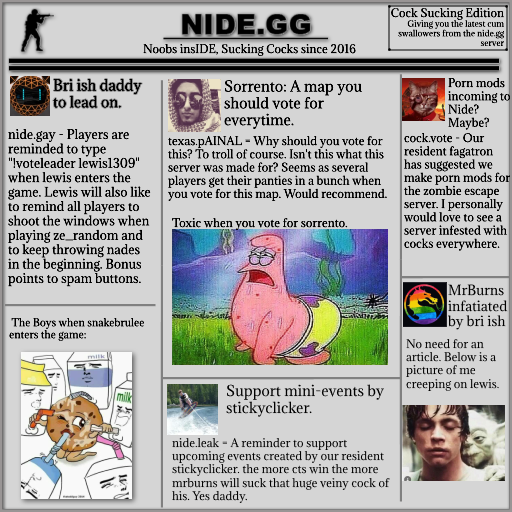 NIDE.GG
Noobs insIDE, Sucking Cocks since 2016
Cock Sucking Edition
Giving you the latest cum
swallowers from the nide.gg
server
Bri ish daddy
to lead on.
nide.gay - Players are
reminded to type
"!voteleader lewis1309"
when lewis enters the
game. Lewis will also like
to remind all players to
shoot the windows when
playing ze_random and
to keep throwing nades
in the beginning. Bonus
points to spam buttons.
The Boys when snakebrulee
enters the game:
milk
milk
Sorrento: A map you
should vote for
everytime.
texas.pAINAL = Why should you vote for
this? To troll of course. Isn't this what this
server was made for? Seems as several
players get their panties in a bunch when
you vote for this map. Would recommend.
Toxic when you vote for sorrento.
Support mini-events by
stickyclicker.
nide.leak = A reminder to support
upcoming events created by our resident
stickyclicker. the more cts win the more
mrburns will suck that huge veiny cock of
his. Yes daddy.
Porn mods
incoming to
Nide?
Maybe?
cock.vote - Our
resident fagatron
has suggested we
make porn mods for
the zombie escape
server. I personally
would love to see a
server infested with
cocks everywhere.
MrBurns
infatiated
by bri ish
No need for an
article. Below is a
picture of me
creeping on lewis.